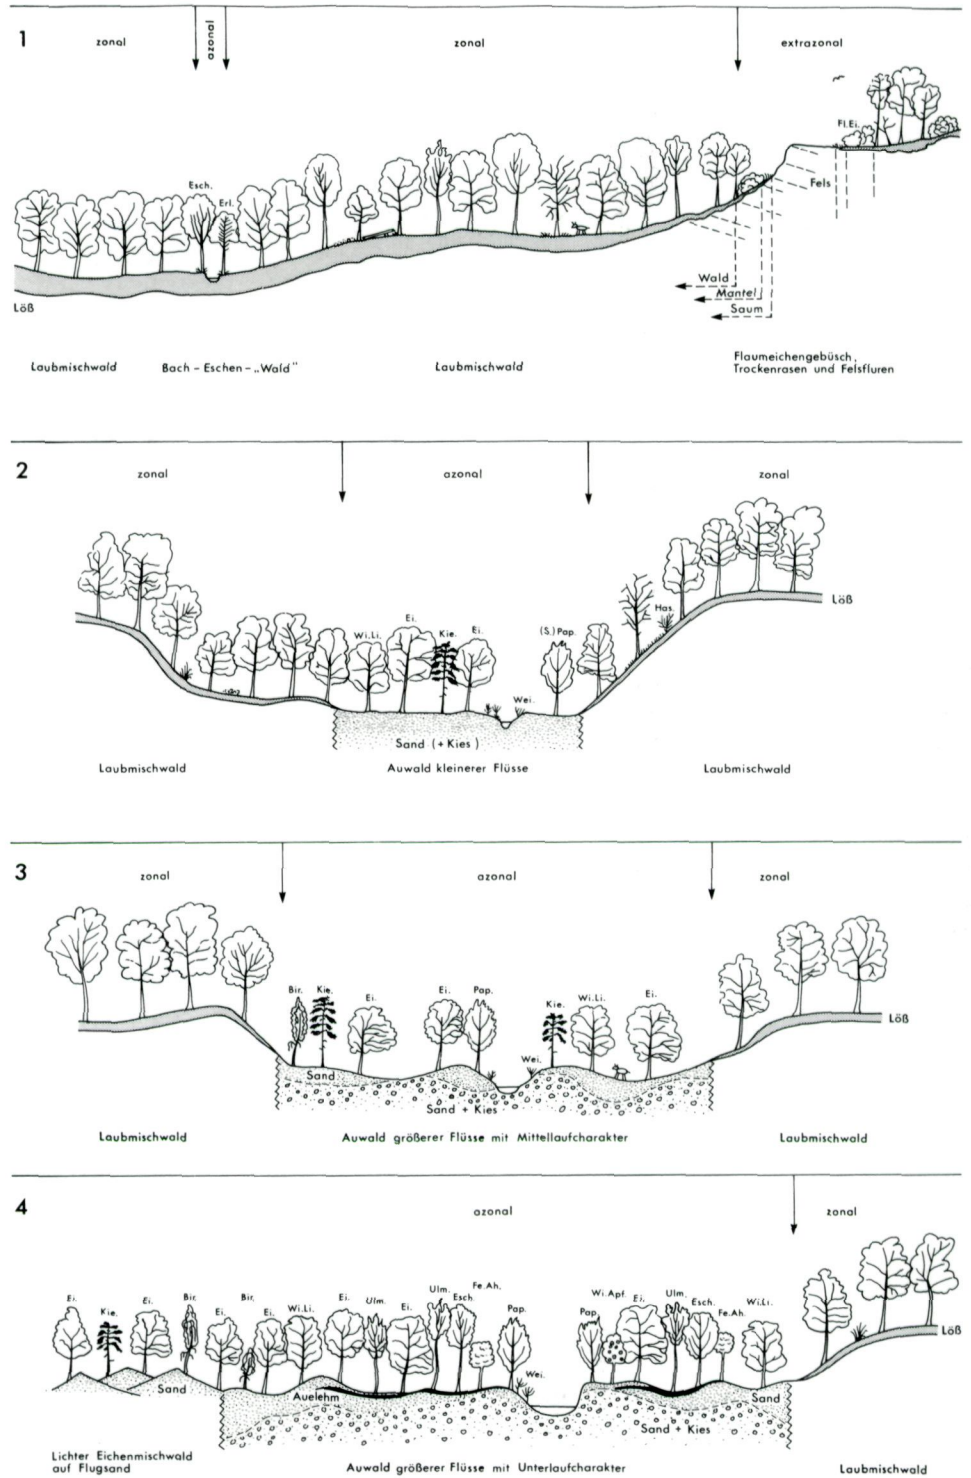 1
zonal
azonal
zonal
extrazonal
Fl.Ei.
Esch.
Erl.
Fels
Wald
Mantel
Saum
Löß
Laubmischwald
Bach – Eschen – „Wald“
Laubmischwald
Flaumeichengebüsch,
Trockenrasen und Felsfluren
2
zonal
azonal
zonal
Löß
Has.
Wi.Li.
Ei.
Kie.
Ei.
(S.) Pap.
Wei.
Sand (+ Kies)
Laubmischwald
Auwald kleinerer Flüsse
Laubmischwald
3
zonal
azonal
zonal
Bir.
Kie.
Ei.
Ei.
Pap.
Wei.
Kie.
Wi.Li.
Ei.
Löß
Sand
Sand + Kies
Laubmischwald
Auwald größerer Flüsse mit Mittellaufcharakter
Laubmischwald
4
azonal
zonal
Ei.
Kie.
Ei.
Bir.
Ei.
Bir.
Ei.
Wi.Li.
Ei.
Ulm.
Ei.
Ulm.
Esch.
Fe.Ah.
Pap.
Wei.
Pap.
Wi.Apf.
Ei.
Ulm.
Esch.
Fe.Ah.
Wi.Li.
Löß
Sand
Auelehm
Sand
Sand + Kies
Lichter Eichenmischwald
auf Flugsand
Auwald größerer Flüsse mit Unterlaufcharakter
Laubmischwald